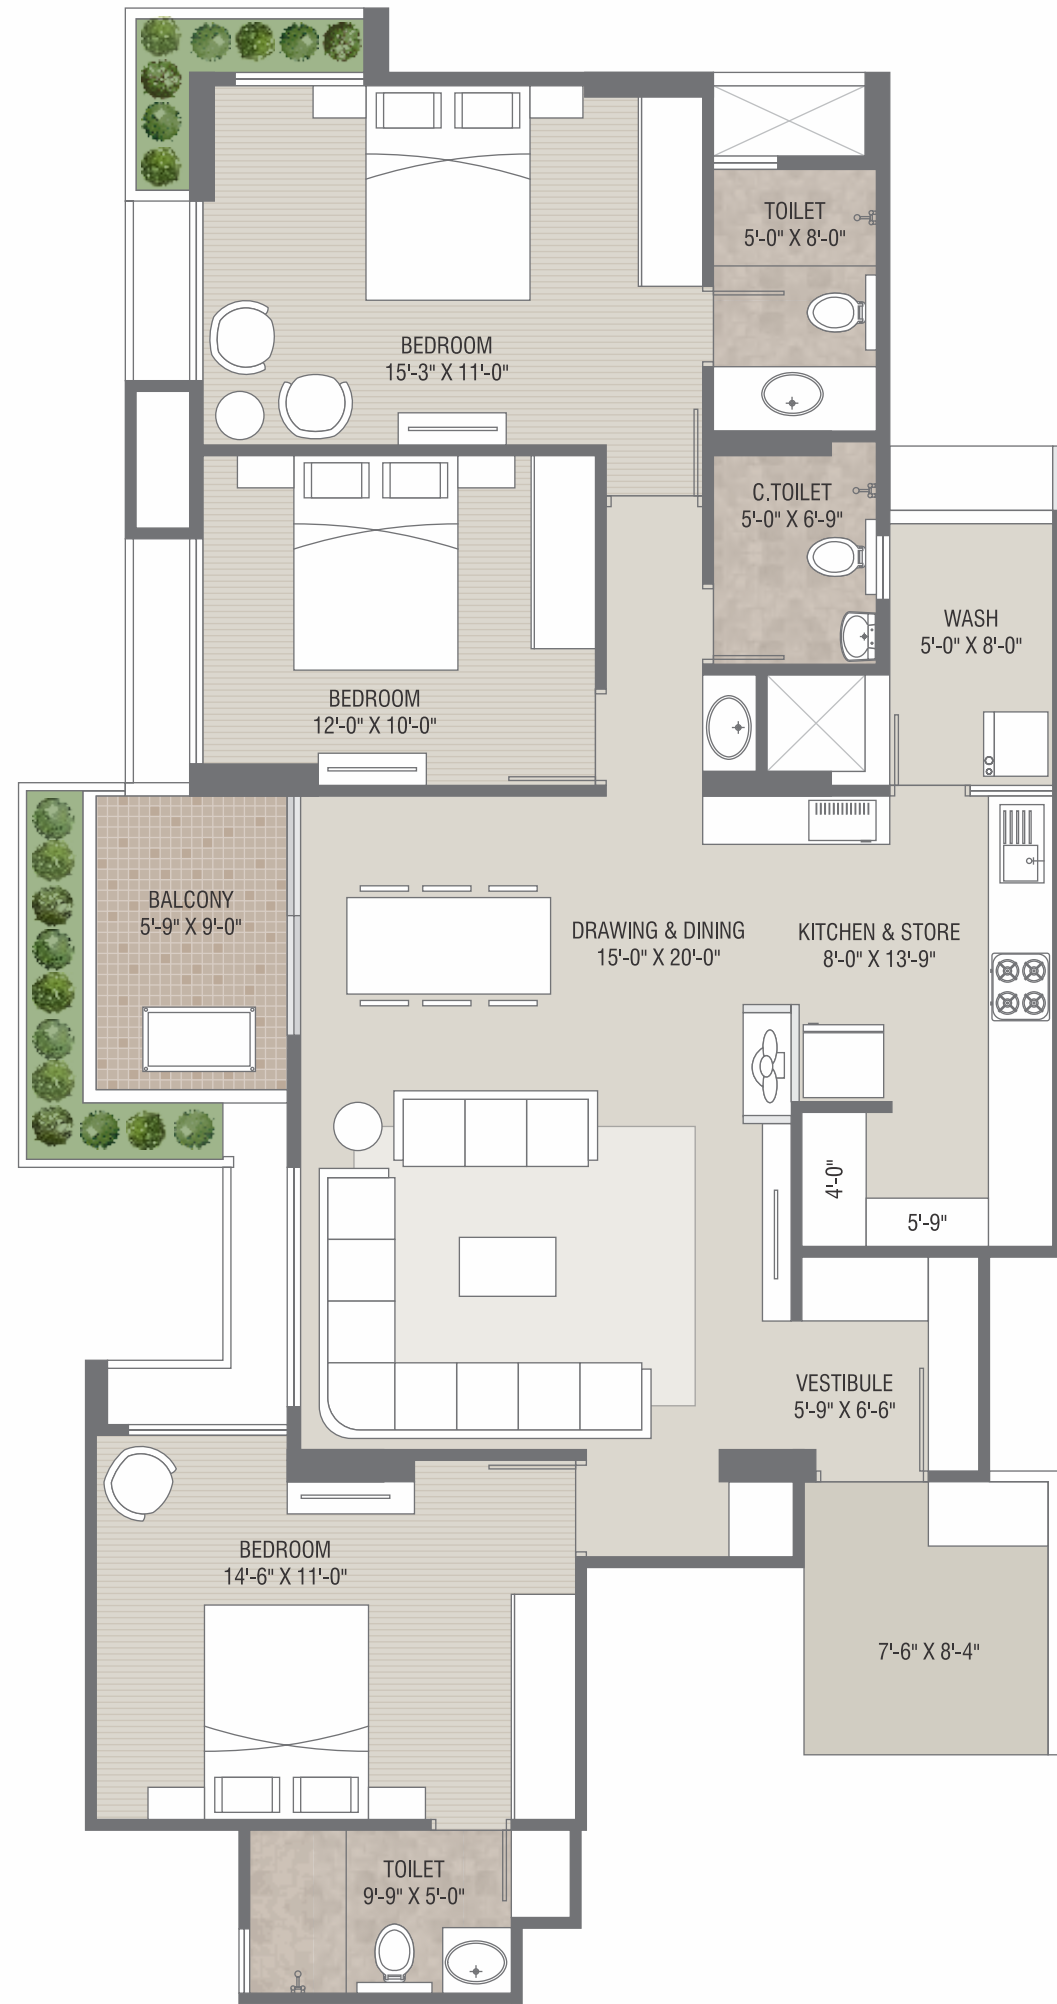 TOILET
5'-0" X 8'-0"
BEDROOM
15'-3" X 11'-0"
C.TOILET
5'-0" X 6'-9"
WASH
5'-0" X 8'-0"
BEDROOM
12'-0" X 10'-0"
BALCONY
5'-9" X 9'-0"
DRAWING & DINING
15'-0" X 20'-0"
KITCHEN & STORE
8'-0" X 13'-9"
4'-0"
5'-9"
VESTIBULE
5'-9" X 6'-6"
BEDROOM
14'-6" X 11'-0"
7'-6" X 8'-4"
TOILET
9'-9" X 5'-0"